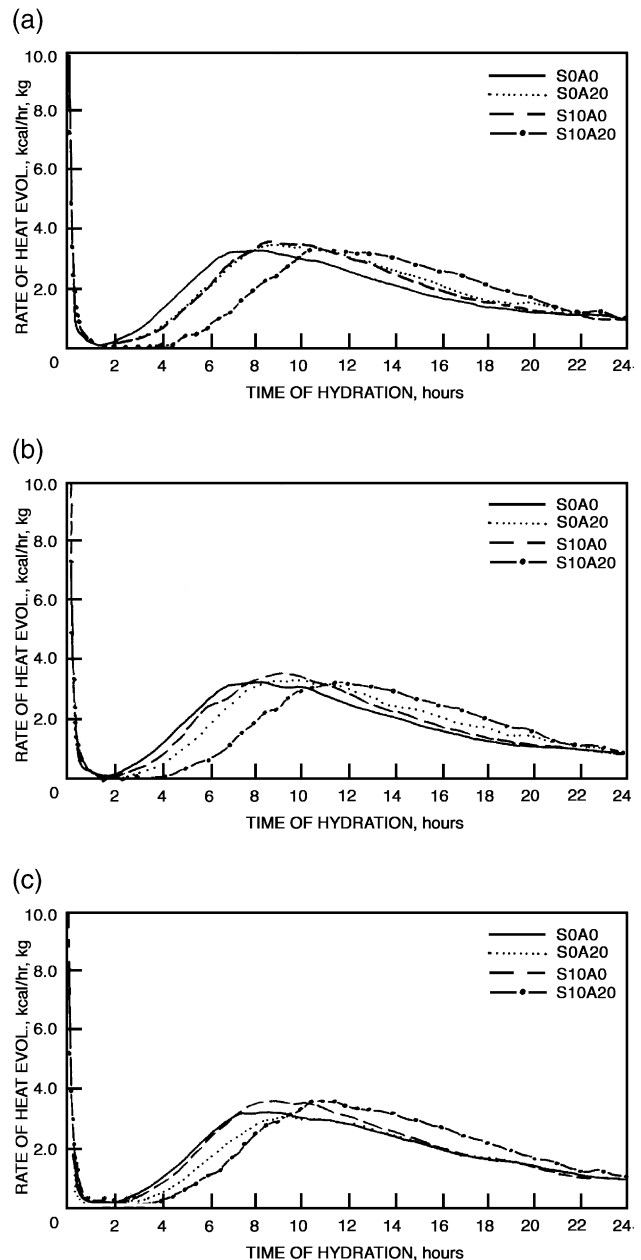 (a)
RATE OF HEAT EVOL., kcal/hr, kg
10.0
8.0
6.0
4.0
2.0
0
S0A0
S0A20
S10A0
S10A20
2 4 6 8 10 12 14 16 18 20 22 24
TIME OF HYDRATION, hours
(b)
RATE OF HEAT EVOL., kcal/hr, kg
10.0
8.0
6.0
4.0
2.0
0
S0A0
S0A20
S10A0
S10A20
2 4 6 8 10 12 14 16 18 20 22 24
TIME OF HYDRATION, hours
(c)
RATE OF HEAT EVOL., kcal/hr, kg
10.0
8.0
6.0
4.0
2.0
0
S0A0
S0A20
S10A0
S10A20
2 4 6 8 10 12 14 16 18 20 22 24
TIME OF HYDRATION, hours